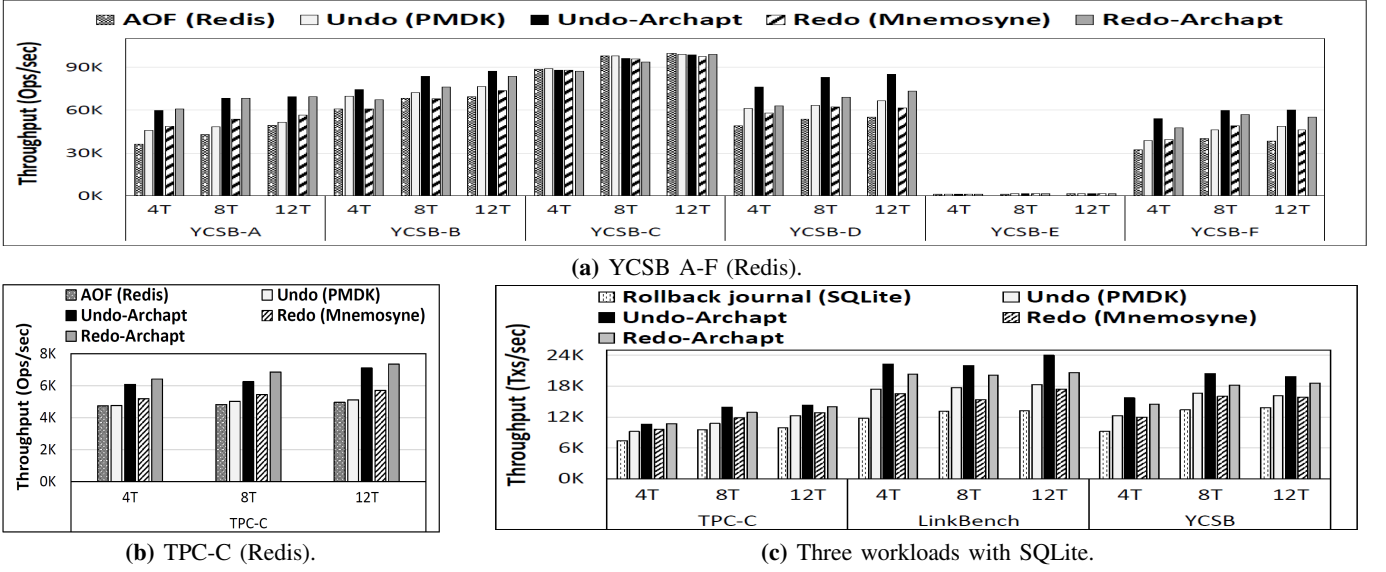 AOF (Redis) Undo (PMDK) Undo-Archapt Redo (Mnemosyne) Redo-Archapt
Throughput (Ops/sec)
90K
60K
30K
0K
4T 8T 12T 4T 8T 12T 4T 8T 12T 4T 8T 12T 4T 8T 12T 4T 8T 12T
YCSB-A YCSB-B YCSB-C YCSB-D YCSB-E YCSB-F
(a) YCSB A-F (Redis).
AOF (Redis) Undo (PMDK)
Undo-Archapt Redo (Mnemosyne)
Redo-Archapt
Throughput (Ops/sec)
8K
6K
4K
2K
0K
4T 8T 12T
TPC-C
(b) TPC-C (Redis).
Rollback journal (SQLite) Undo (PMDK)
Undo-Archapt Redo (Mnemosyne)
Redo-Archapt
Throughput (Txs/sec)
24K
18K
12K
6K
0K
4T 8T 12T 4T 8T 12T 4T 8T 12T
TPC-C LinkBench YCSB
(c) Three workloads with SQLite.